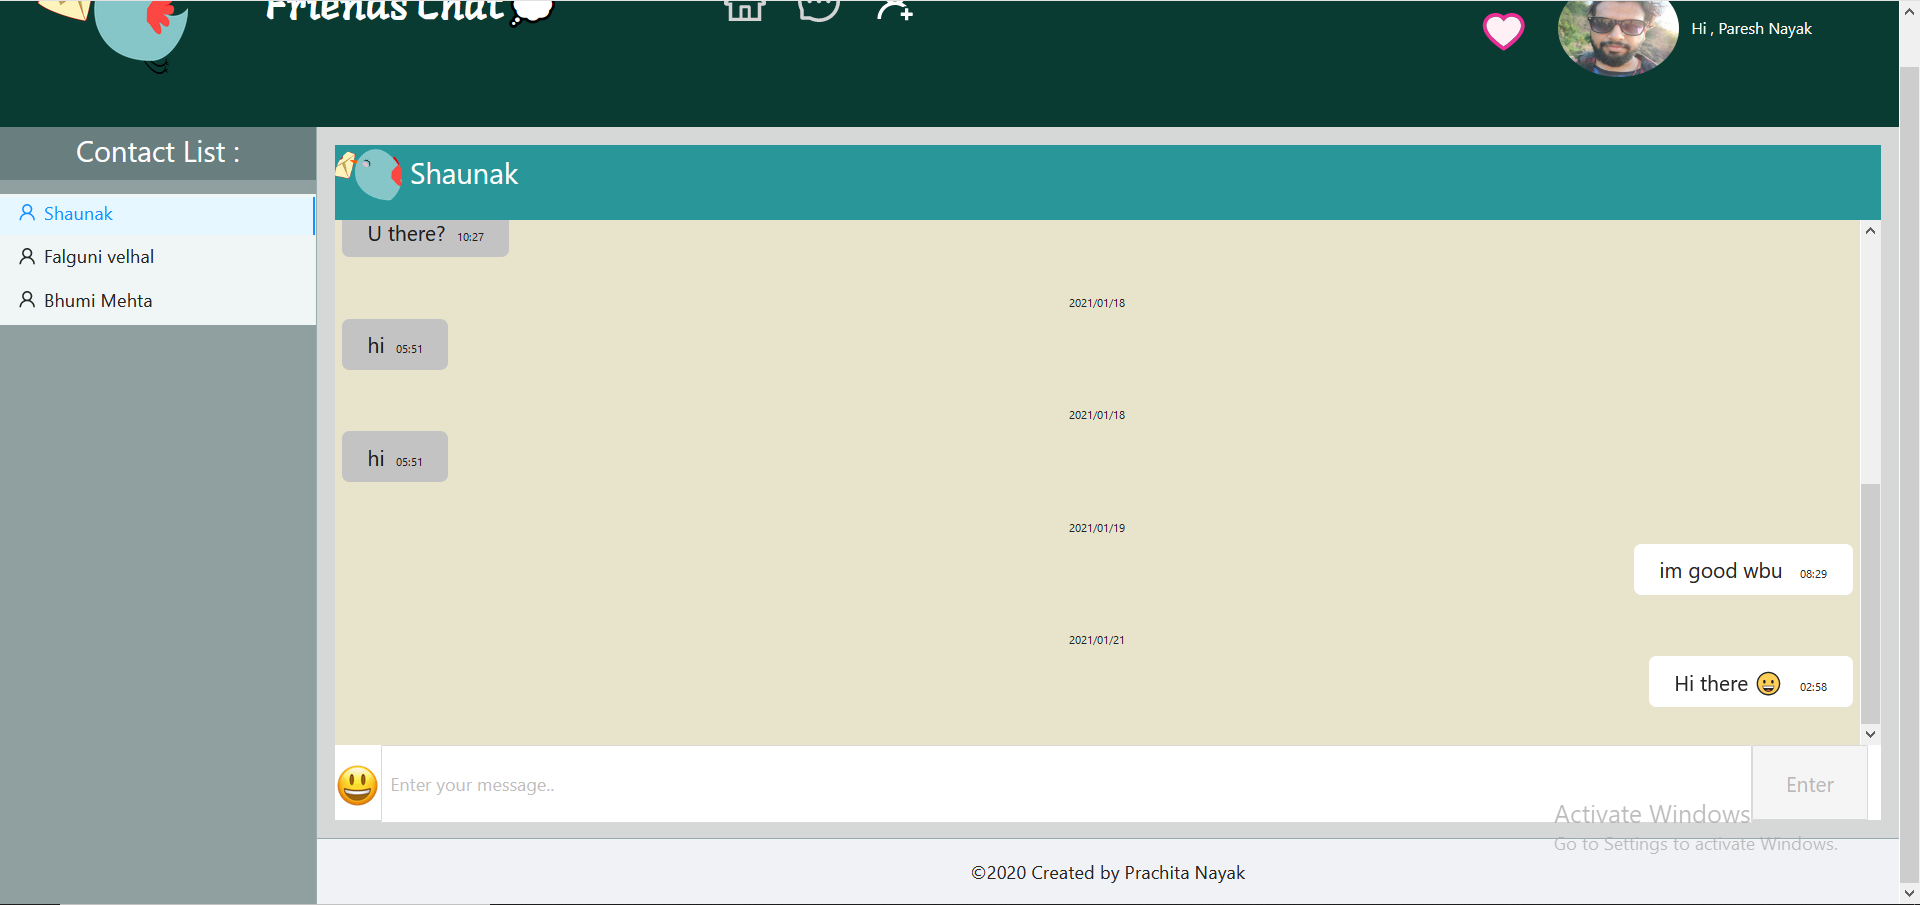 Friends Chat
Hi , Paresh Nayak
Contact List :
Shaunak
Falguni velhal
Bhumi Mehta
Shaunak
U there? 10:27
2021/01/18
hi 05:51
2021/01/18
hi 05:51
2021/01/19
im good wbu 08:29
2021/01/21
Hi there 😀 02:58
Enter your message..
Enter
Activate Windows
Go to Settings to activate Windows.
©2020 Created by Prachita Nayak